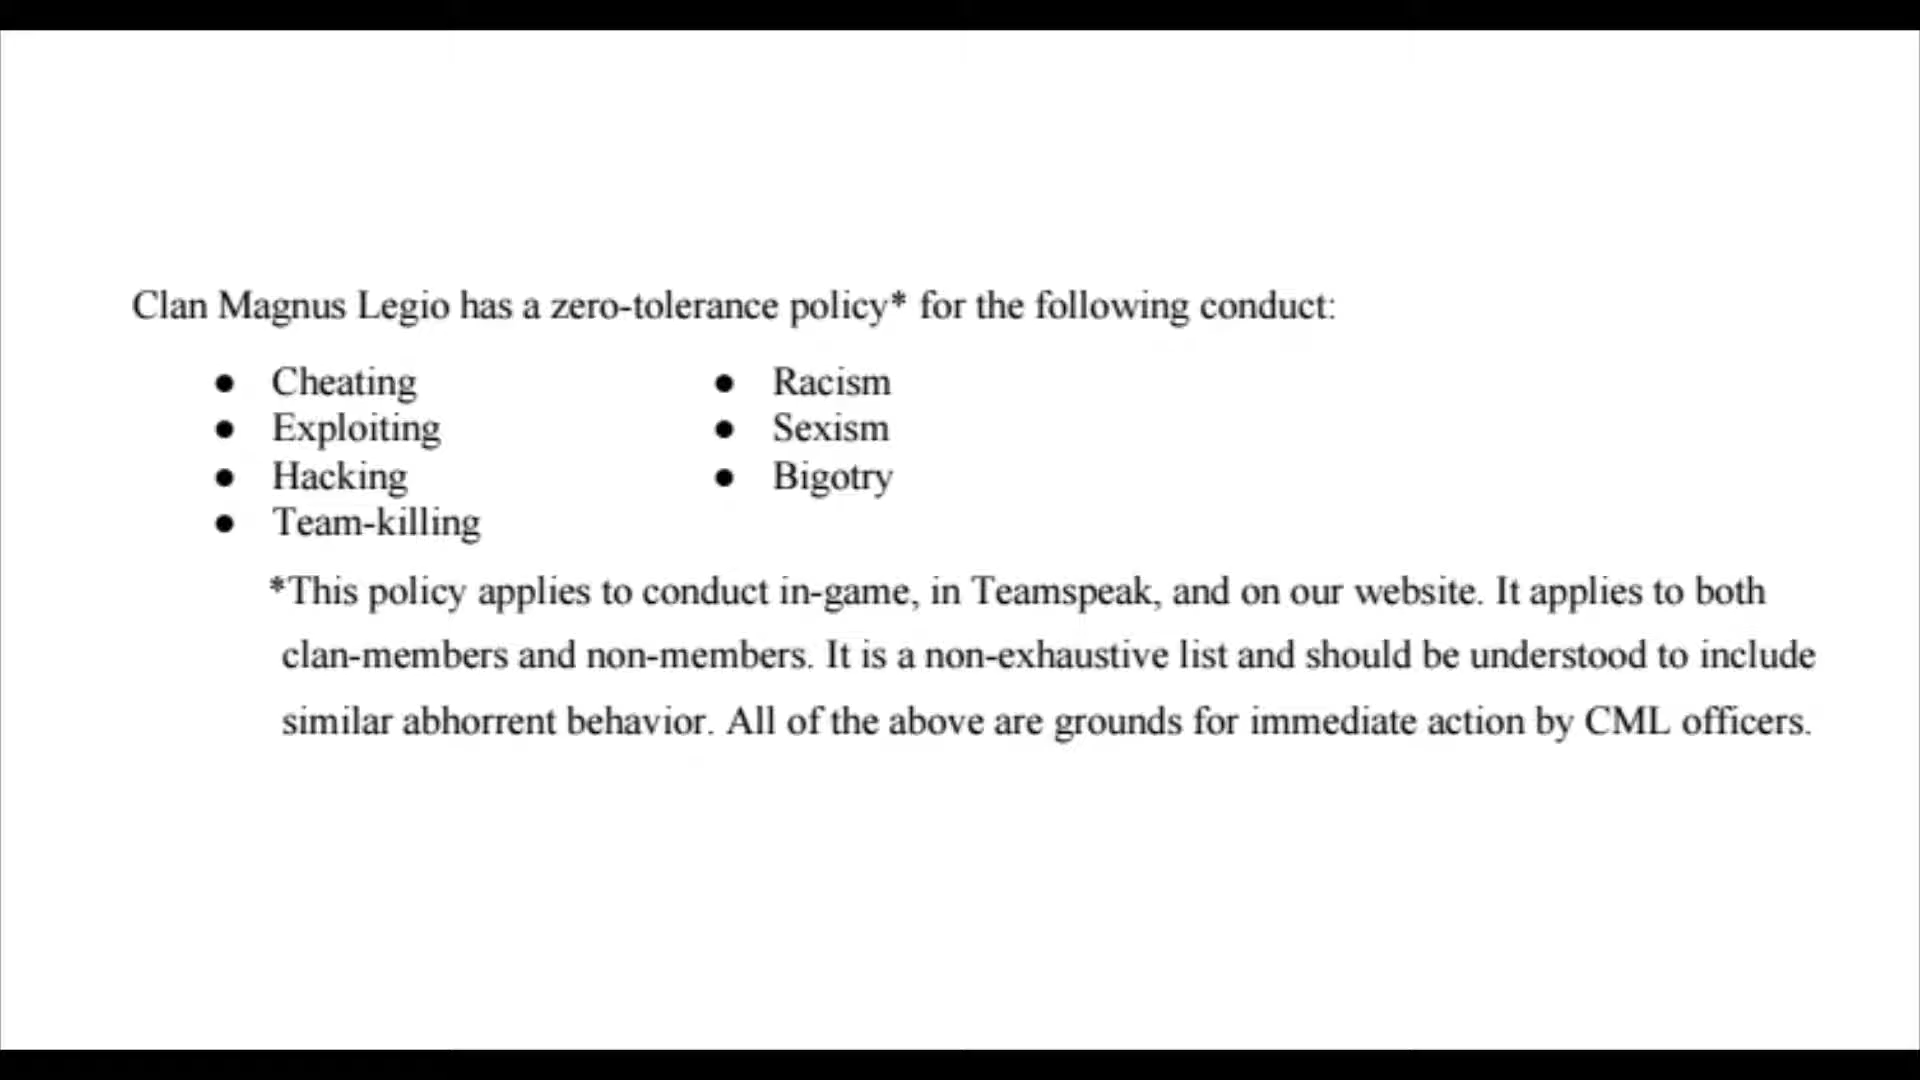 Clan Magnus Legio has a zero-tolerance policy* for the following conduct:
● Cheating
● Exploiting
● Hacking
● Team-killing
● Racism
● Sexism
● Bigotry
*This policy applies to conduct in-game, in Teamspeak, and on our website. It applies to both
clan-members and non-members. It is a non-exhaustive list and should be understood to include
similar abhorrent behavior. All of the above are grounds for immediate action by CML officers.